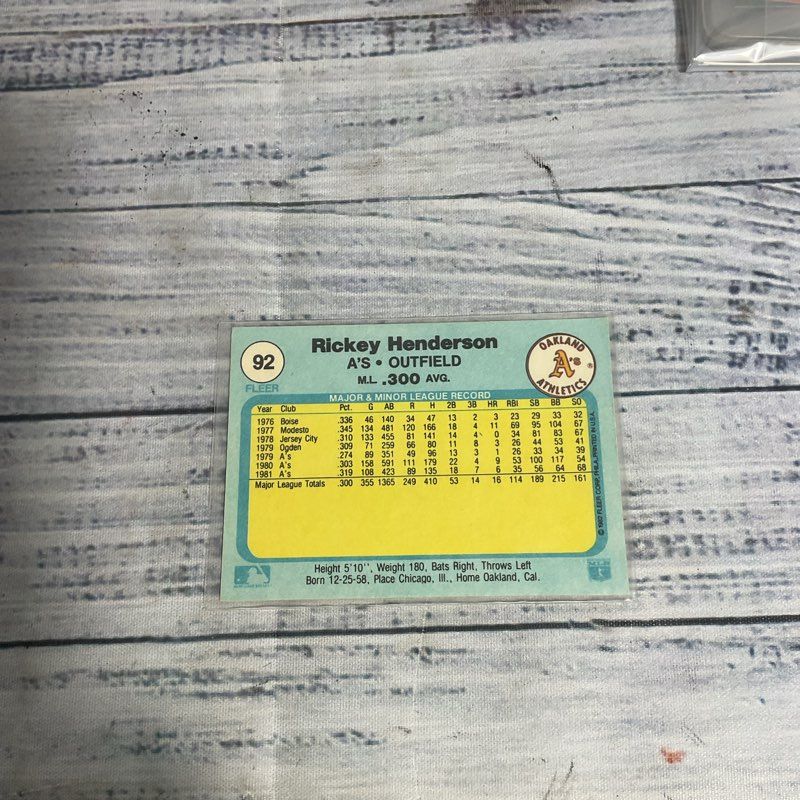 92
FLEER
Rickey Henderson
A'S • OUTFIELD
M.L. .300 AVG.
OAKLAND
A's
ATHLETICS
®
MAJOR & MINOR LEAGUE RECORD
Year Club Pct. G AB R H 2B 3B HR RBI SB BB SO
1976 Boise .336 46 140 34 47 13 2 3 23 29 33 32
1977 Modesto .345 134 481 120 166 18 4 11 69 95 104 67
1978 Jersey City .310 133 455 81 141 14 4 0 34 81 83 67
1979 Ogden .309 71 259 66 80 11 8 3 26 44 53 41
1979 A's .274 89 351 49 96 13 3 1 26 33 34 39
1980 A's .303 158 591 111 179 22 4 9 53 100 117 54
1981 A's .319 108 423 89 135 18 7 6 35 56 64 68
Major League Totals .300 355 1365 249 410 53 14 16 114 189 215 161
© 1982 FLEER CORP. PHILA. PRINTED IN U.S.A.
Height 5'10'', Weight 180, Bats Right, Throws Left
Born 12-25-58, Place Chicago, Ill., Home Oakland, Cal.